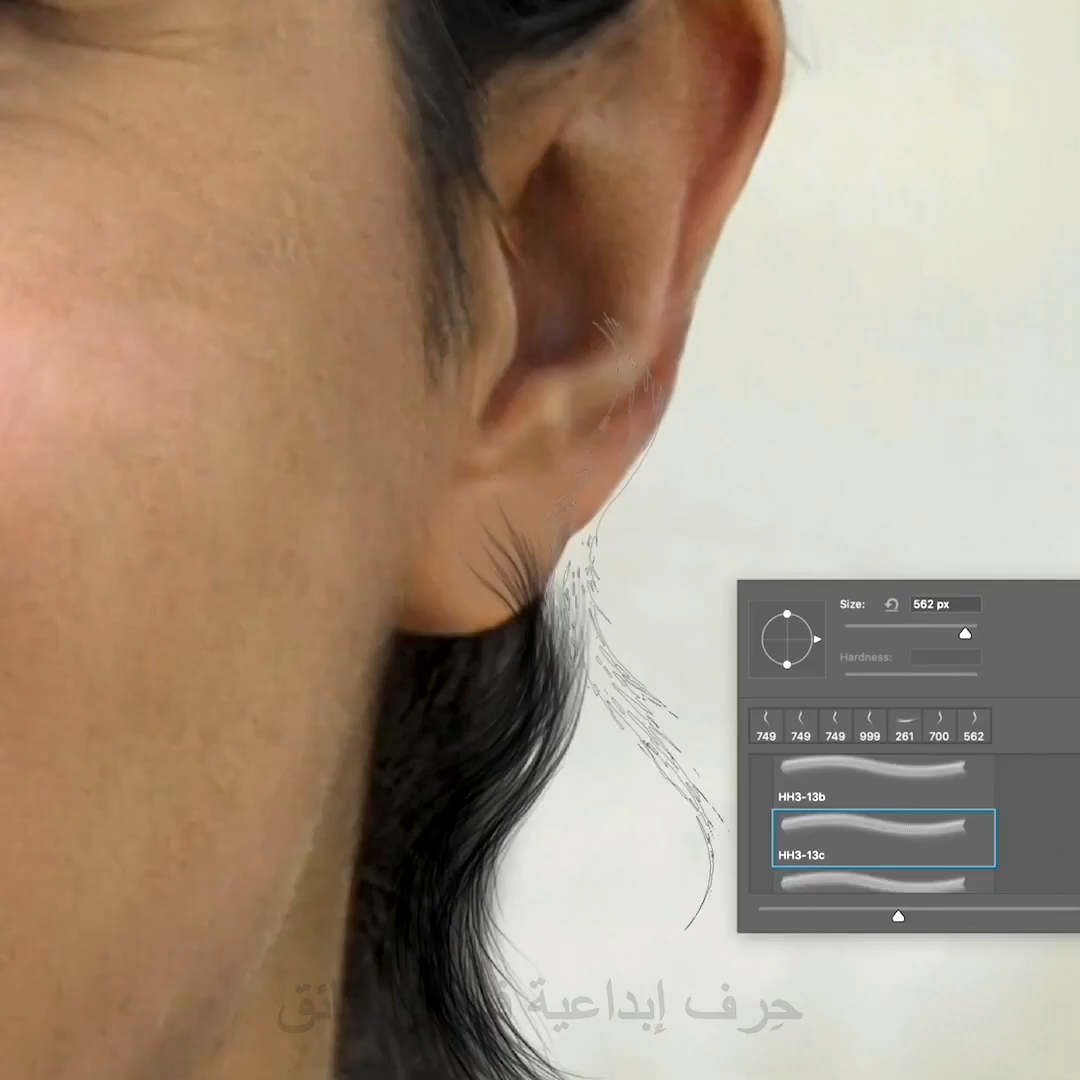 Size: 562 px
Hardness:
749 749 749 999 261 700 562
HH3-13b
HH3-13c
حِرف إبداعية